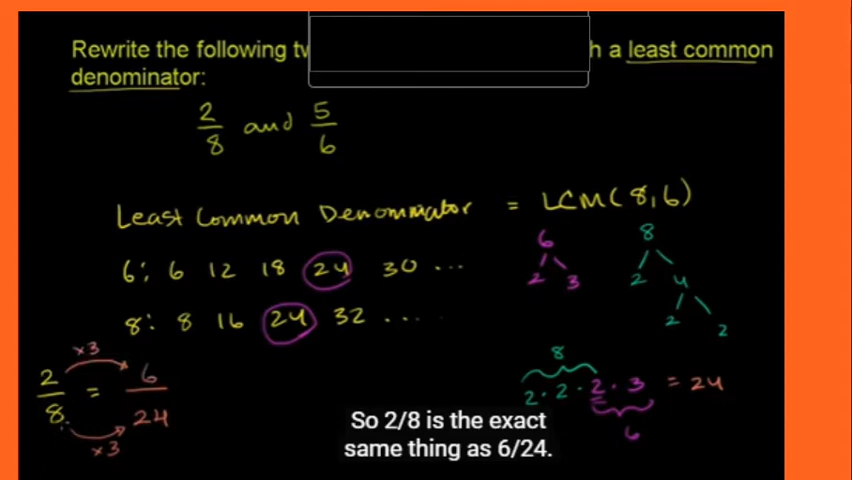 Rewrite the following tw h a least common
denominator:
2/8 and 5/6
Least Common Denominator = LCM(8,6)
6: 6 12 18 24 30 ...
8: 8 16 24 32 ....
6
2 3
8
2 4
2 2
×3
2/8 = 6/24
×3
8
2·2·2·3 = 24
6
So 2/8 is the exact
same thing as 6/24.